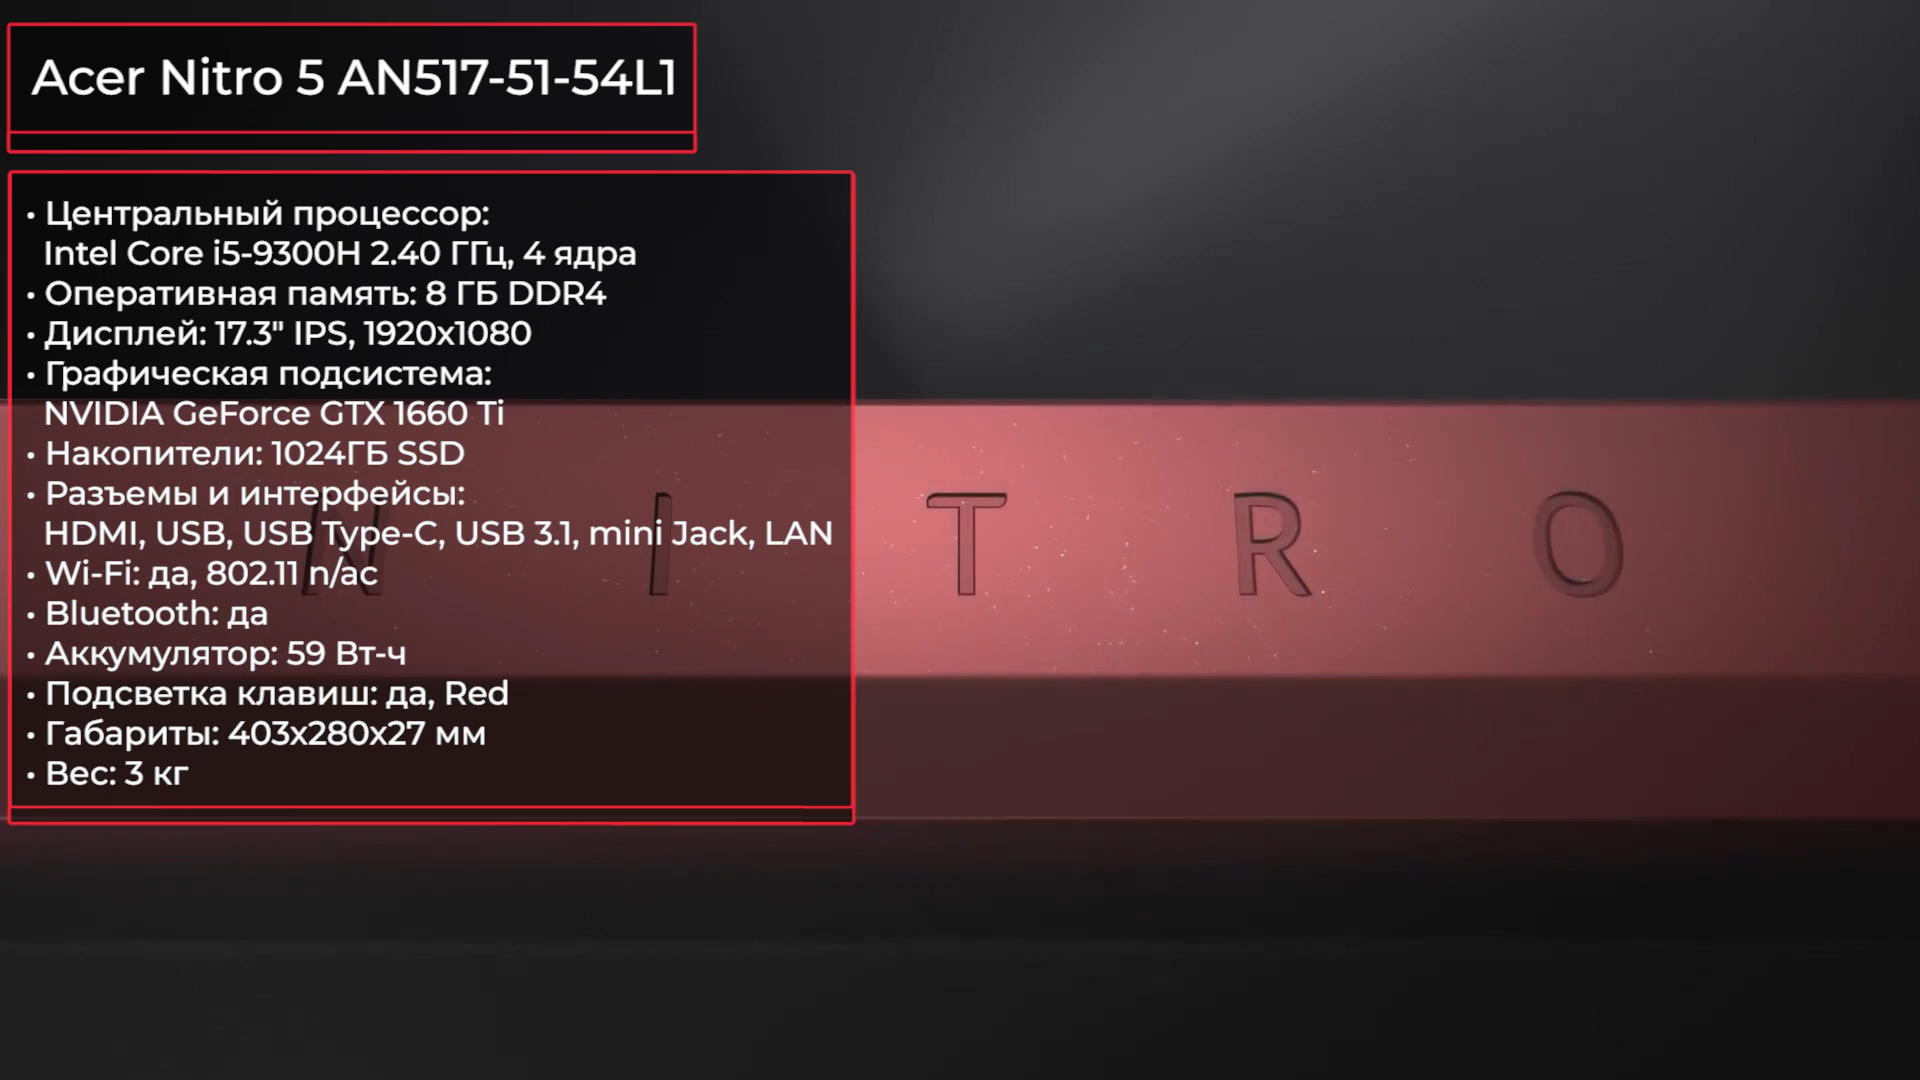 Acer Nitro 5 AN517-51-54L1
• Центральный процессор:
Intel Core i5-9300H 2.40 ГГц, 4 ядра
• Оперативная память: 8 ГБ DDR4
• Дисплей: 17.3" IPS, 1920x1080
• Графическая подсистема:
NVIDIA GeForce GTX 1660 Ti
• Накопители: 1024ГБ SSD
• Разъемы и интерфейсы:
HDMI, USB, USB Type-C, USB 3.1, mini Jack, LAN
• Wi-Fi: да, 802.11 n/ac
• Bluetooth: да
• Аккумулятор: 59 Вт-ч
• Подсветка клавиш: да, Red
• Габариты: 403x280x27 мм
• Вес: 3 кг
NITRO